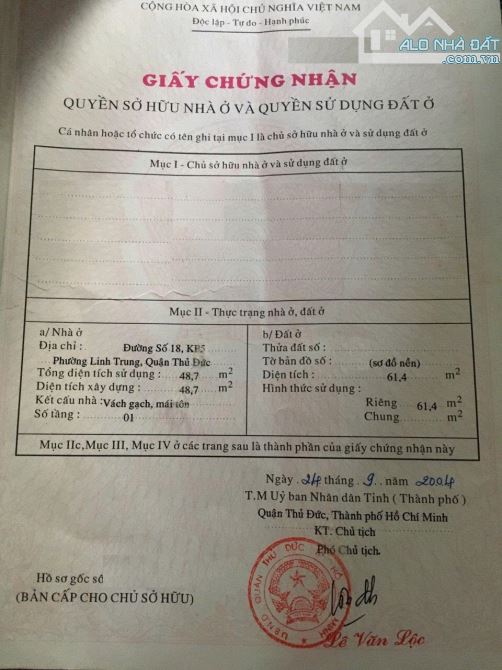 CỘNG HÒA XÃ HỘI CHỦ NGHĨA VIỆT NAM
Độc lập - Tự do - Hạnh phúc
ALO NHÀ ĐẤT
.com.vn
GIẤY CHỨNG NHẬN
QUYỀN SỞ HỮU NHÀ Ở VÀ QUYỀN SỬ DỤNG ĐẤT Ở
Cá nhân hoặc tổ chức có tên ghi tại mục I là chủ sở hữu nhà ở và sử dụng đất ở
Mục I - Chủ sở hữu nhà ở và sử dụng đất ở
Mục II - Thực trạng nhà ở, đất ở
a/ Nhà ở
Địa chỉ : Đường Số 18, KP5
Phường Linh Trung, Quận Thủ Đức
Tổng diện tích sử dụng : 48,7 m2
Diện tích xây dựng : 48,7 m2
Kết cấu nhà : Vách gạch, mái tôn
Số tầng : 01
b/ Đất ở
Thửa đất số :
Tờ bản đồ số : (sơ đồ nền)
Diện tích : 61,4 m2
Hình thức sử dụng :
Riêng 61,4 m2
Chung m2
Mục IIc, Mục III, Mục IV ở các trang sau là thành phần của giấy chứng nhận này
Ngày 24 tháng 9 năm 2004
T.M Uỷ ban Nhân dân Tỉnh ( Thành phố )
Quận Thủ Đức, Thành phố Hồ Chí Minh
KT. Chủ tịch
Phó Chủ tịch.
Hồ sơ gốc số
(BẢN CẤP CHO CHỦ SỞ HỮU)
U.B.N.D QUẬN THỦ ĐỨC T.P HỒ CHÍ MINH
Lê Văn Lộc